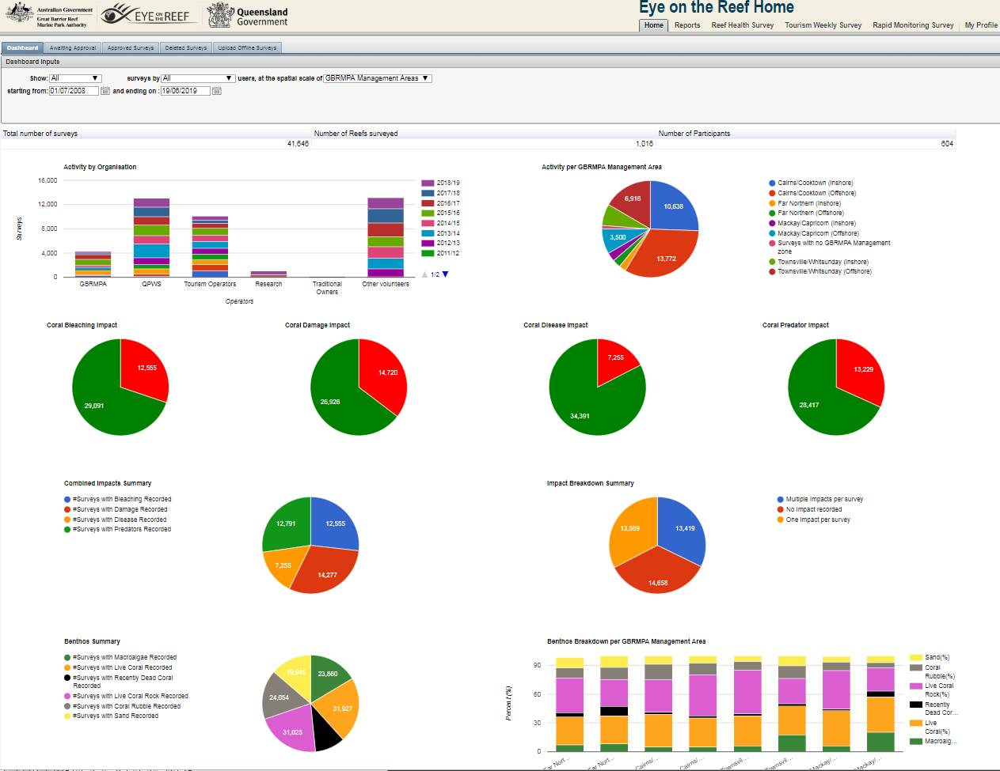 Australian Government
Great Barrier Reef
Marine Park Authority
EYE ON THE REEF
Queensland
Government
Eye on the Reef Home
Home Reports Reef Health Survey Tourism Weekly Survey Rapid Monitoring Survey My Profile
Dashboard Awaiting Approval Approved Surveys Deleted Surveys Upload Offline Surveys
Dashboard Inputs
Show: All surveys by All users, at the spatial scale of GBRMPA Management Areas
starting from: 01/07/2008 and ending on : 19/06/2019
Total number of surveys Number of Reefs surveyed Number of Participants
41,646 1,016 604
Activity by Organisation
16,000
12,000
8,000
4,000
0
Surveys
GBRMPA QPWS Tourism Operators Research Traditional Owners Other volunteers
Operators
2018/19
2017/18
2016/17
2015/16
2014/15
2013/14
2012/13
2011/12
1/2
Activity per GBRMPA Management Area
6,916
10,638
3,500
13,772
Cairns/Cooktown (Inshore)
Cairns/Cooktown (Offshore)
Far Northern (Inshore)
Far Northern (Offshore)
Mackay/Capricorn (Inshore)
Mackay/Capricorn (Offshore)
Surveys with no GBRMPA Management
zone
Townsville/Whitsunday (Inshore)
Townsville/Whitsunday (Offshore)
Coral Bleaching Impact
12,555
29,091
Coral Damage Impact
14,720
26,926
Coral Disease Impact
7,255
34,391
Coral Predator Impact
13,229
28,417
Combined Impacts Summary
#Surveys with Bleaching Recorded
#Surveys with Damage Recorded
#Surveys with Disease Recorded
#Surveys with Predators Recorded
12,791
12,555
7,255
14,277
Impact Breakdown Summary
13,569
13,419
14,658
Multiple impacts per survey
No impact recorded
One impact per survey
Benthos Summary
#Surveys with Macroalgae Recorded
#Surveys with Live Coral Recorded
#Surveys with Recently Dead Coral
Recorded
#Surveys with Live Coral Rock Recorded
#Surveys with Coral Rubble Recorded
#Surveys with Sand Recorded
19,945
23,860
24,054
31,927
31,025
Benthos Breakdown per GBRMPA Management Area
90
60
30
0
Percent (%)
Far Nort... Far Nort... Cairns/... Cairns/... Townsvil... Townsvil... Mackay/... Mackay/...
Sand(%)
Coral
Rubble(%)
Live Coral
Rock(%)
Recently
Dead Cor...
Live
Coral(%)
Macroalg...